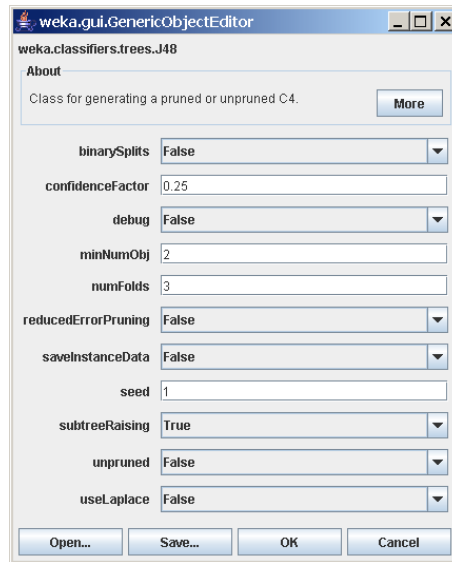 weka.gui.GenericObjectEditor
weka.classifiers.trees.J48
About
Class for generating a pruned or unpruned C4. More
binarySplits False
confidenceFactor 0.25
debug False
minNumObj 2
numFolds 3
reducedErrorPruning False
saveInstanceData False
seed 1
subtreeRaising True
unpruned False
useLaplace False
Open... Save... OK Cancel